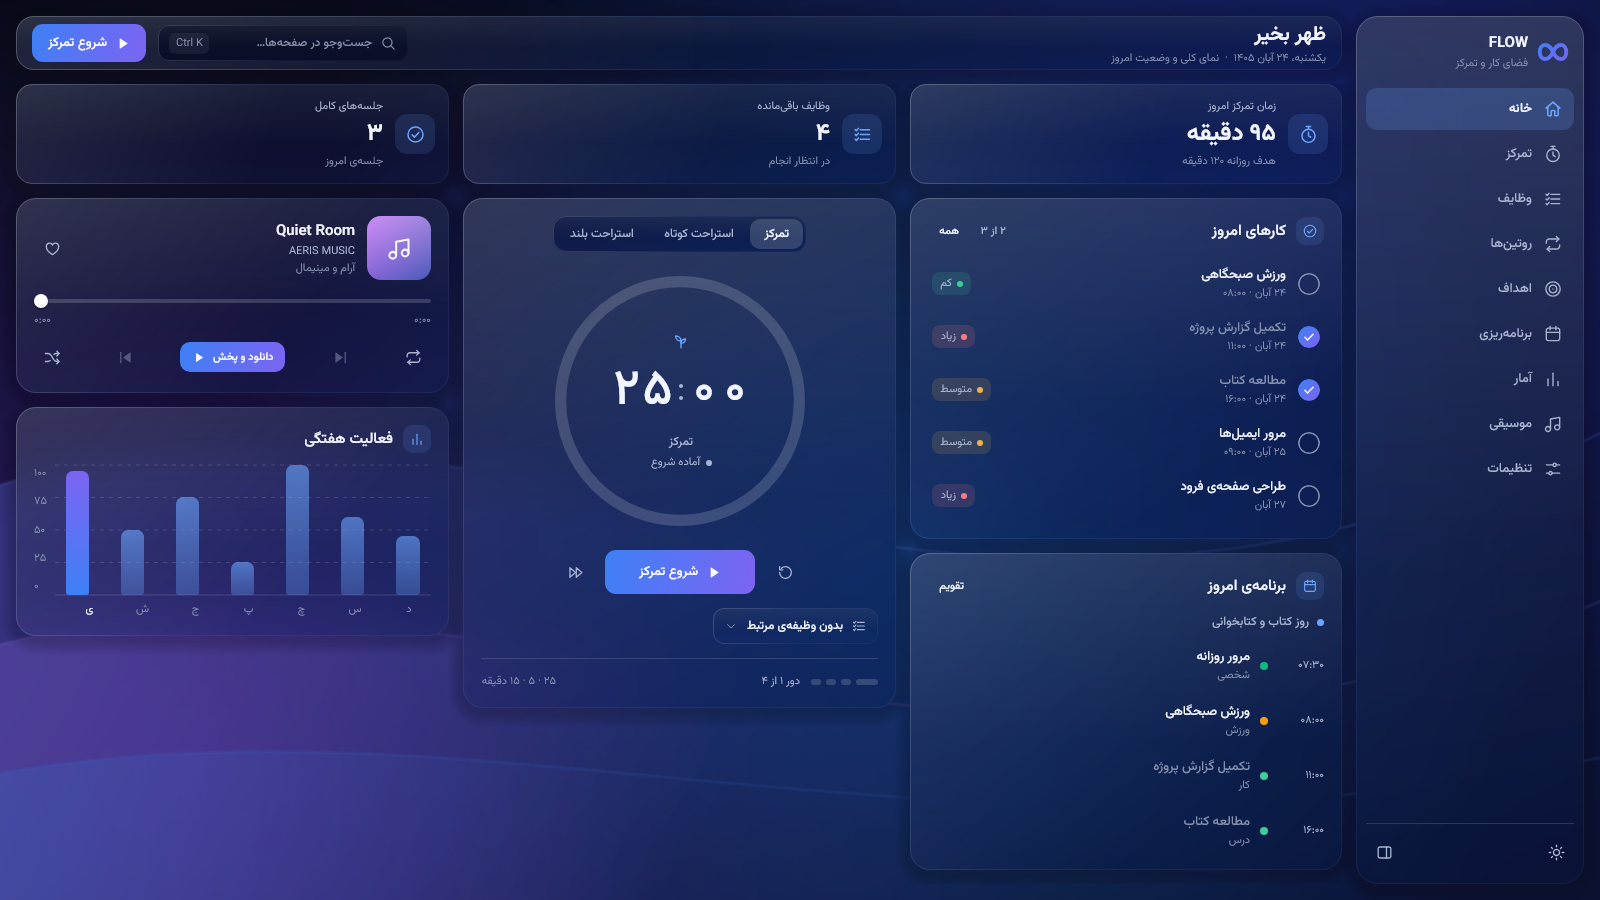 FLOW
فضای کار و تمرکز
خانه
تمرکز
وظایف
روتین‌ها
اهداف
برنامه‌ریزی
آمار
موسیقی
تنظیمات
ظهر بخیر
یکشنبه، ۲۴ آبان ۱۴۰۵ · نمای کلی و وضعیت امروز
جست‌وجو در صفحه‌ها...
Ctrl K
شروع تمرکز
زمان تمرکز امروز
۹۵ دقیقه
هدف روزانه ۱۲۰ دقیقه
وظایف باقی‌مانده
۴
در انتظار انجام
جلسه‌های کامل
۳
جلسه‌ی امروز
کارهای امروز
۲ از ۳
همه
ورزش صبحگاهی
۲۴ آبان · ۰۸:۰۰
کم
تکمیل گزارش پروژه
۲۴ آبان · ۱۱:۰۰
زیاد
مطالعه کتاب
۲۴ آبان · ۱۶:۰۰
متوسط
مرور ایمیل‌ها
۲۵ آبان · ۰۹:۰۰
متوسط
طراحی صفحه‌ی فرود
۲۷ آبان
زیاد
برنامه‌ی امروز
تقویم
روز کتاب و کتابخوانی
۰۷:۳۰
مرور روزانه
شخصی
۰۸:۰۰
ورزش صبحگاهی
ورزش
۱۱:۰۰
تکمیل گزارش پروژه
کار
۱۶:۰۰
مطالعه کتاب
درس
تمرکز
استراحت کوتاه
استراحت بلند
۲۵:۰۰
تمرکز
آماده شروع
شروع تمرکز
بدون وظیفه‌ی مرتبط
دور ۱ از ۴
۲۵ · ۵ · ۱۵ دقیقه
Quiet Room
AERIS MUSIC
آرام و مینیمال
۰:۰۰
۰:۰۰
دانلود و پخش
فعالیت هفتگی
۱۰۰
۷۵
۵۰
۲۵
۰
د
س
چ
پ
ج
ش
ی